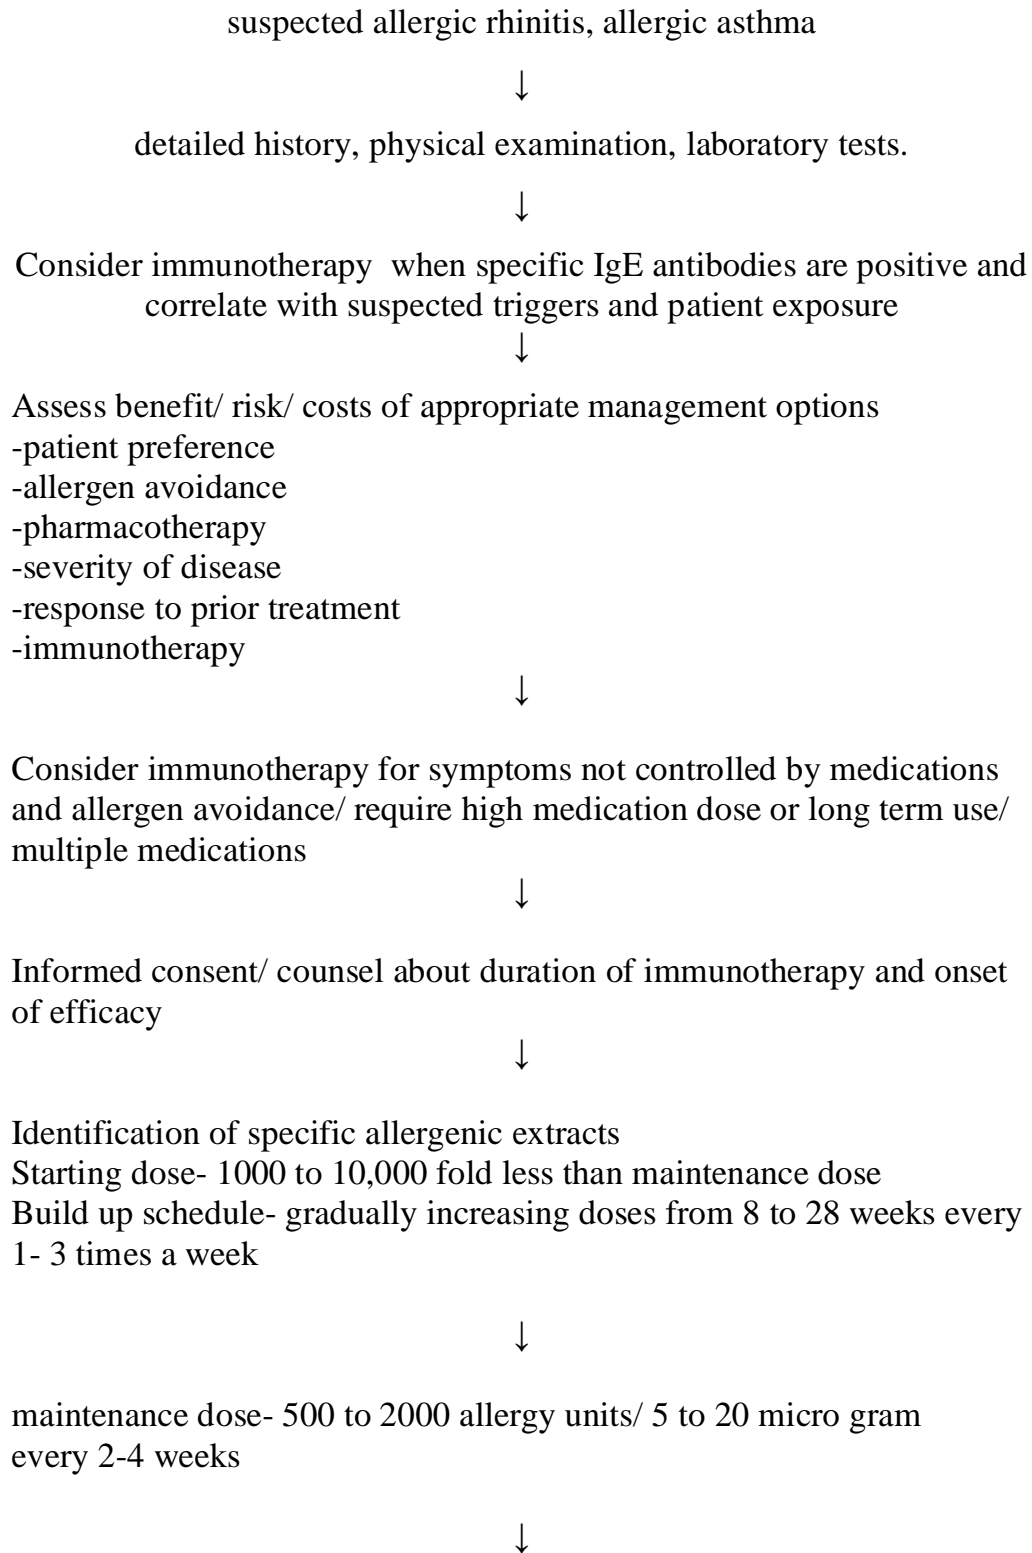 suspected allergic rhinitis, allergic asthma
↓
detailed history, physical examination, laboratory tests.
↓
Consider immunotherapy  when specific IgE antibodies are positive and
correlate with suspected triggers and patient exposure
↓
Assess benefit/ risk/ costs of appropriate management options
-patient preference
-allergen avoidance
-pharmacotherapy
-severity of disease
-response to prior treatment
-immunotherapy
↓
Consider immunotherapy for symptoms not controlled by medications
and allergen avoidance/ require high medication dose or long term use/
multiple medications
↓
Informed consent/ counsel about duration of immunotherapy and onset
of efficacy
↓
Identification of specific allergenic extracts
Starting dose- 1000 to 10,000 fold less than maintenance dose
Build up schedule- gradually increasing doses from 8 to 28 weeks every
1- 3 times a week
↓
maintenance dose- 500 to 2000 allergy units/ 5 to 20 micro gram
every 2-4 weeks
↓